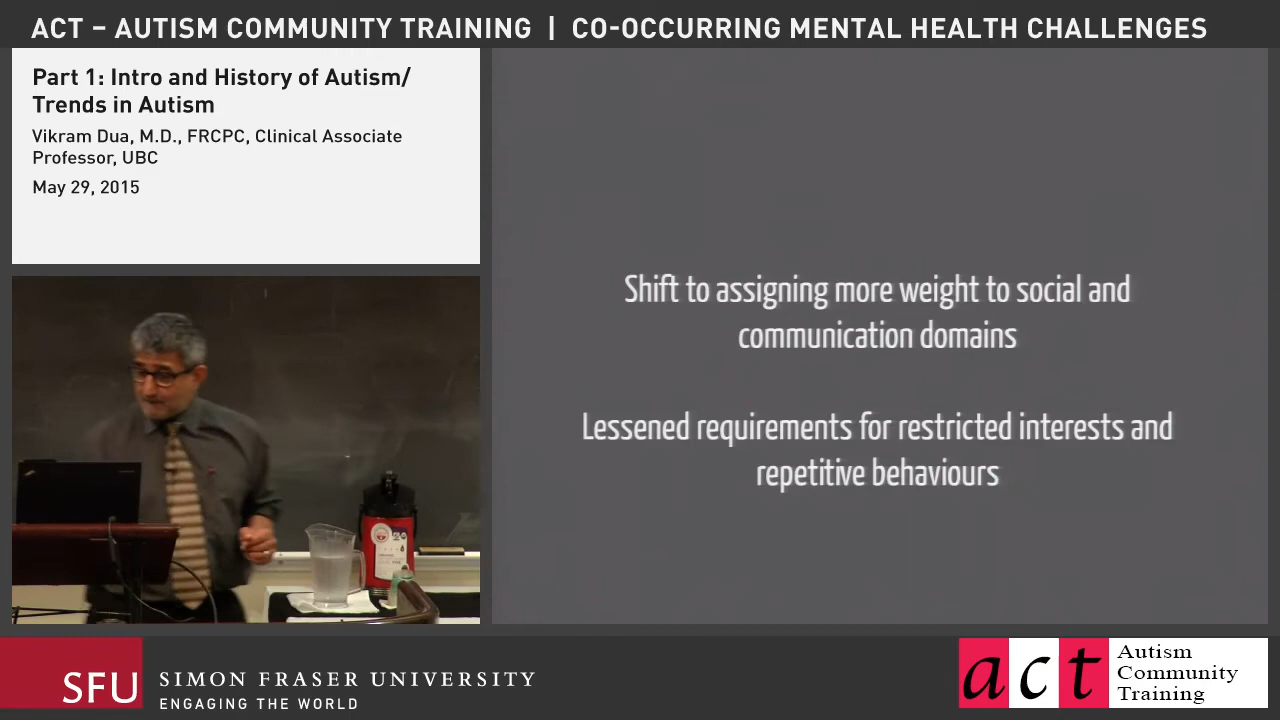 ACT – AUTISM COMMUNITY TRAINING | CO-OCCURRING MENTAL HEALTH CHALLENGES
Part 1: Intro and History of Autism/
Trends in Autism
Vikram Dua, M.D., FRCPC, Clinical Associate
Professor, UBC
May 29, 2015
Shift to assigning more weight to social and
communication domains
Lessened requirements for restricted interests and
repetitive behaviours
SFU
SIMON FRASER UNIVERSITY
ENGAGING THE WORLD
act
Autism
Community
Training